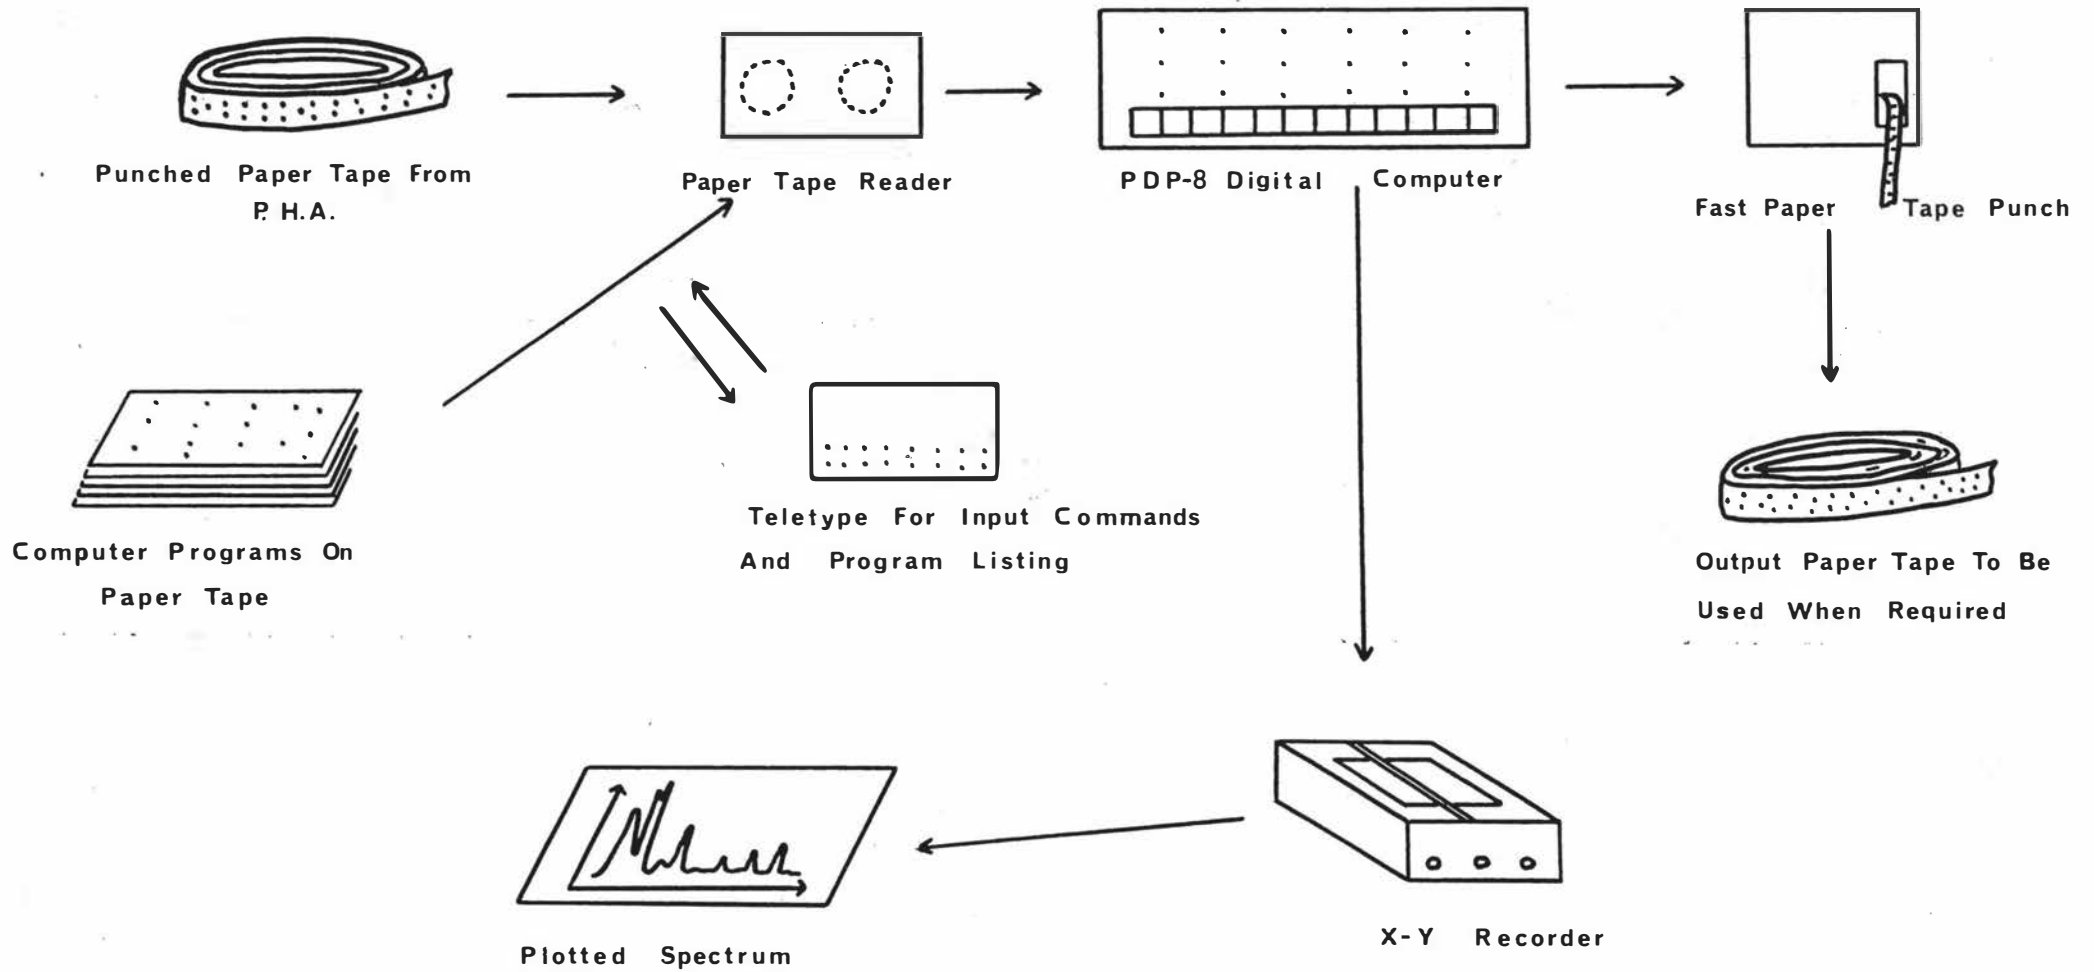 Punched Paper Tape From
P. H.A.
Paper Tape Reader
PDP-8 Digital Computer
Fast Paper Tape Punch
Computer Programs On
Paper Tape
Teletype For Input Commands
And Program Listing
Output Paper Tape To Be
Used When Required
Plotted Spectrum
X-Y Recorder